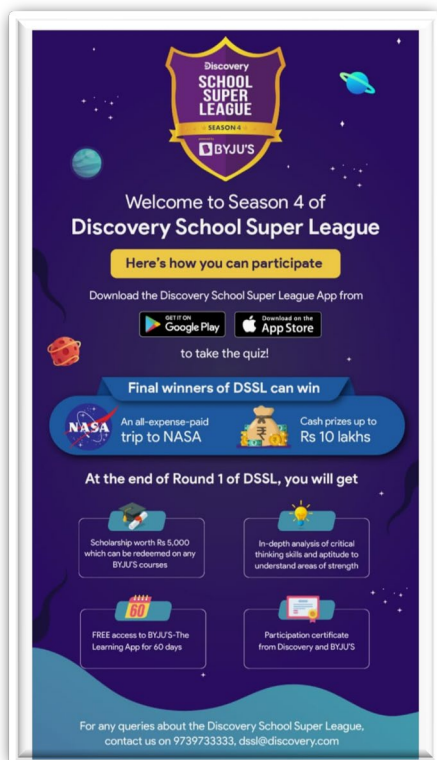 Discovery
SCHOOL
SUPER
LEAGUE
SEASON 4
BYJU'S
Welcome to Season 4 of
Discovery School Super League
Here's how you can participate
Download the Discovery School Super League App from
GET IT ON
Google Play
Download on the
App Store
to take the quiz!
Final winners of DSSL can win
NASA
An all-expense-paid
trip to NASA
₹
Cash prizes up to
Rs 10 lakhs
At the end of Round 1 of DSSL, you will get
Scholarship worth Rs 5,000
which can be redeemed on any
BYJU'S courses
In-depth analysis of critical
thinking skills and aptitude to
understand areas of strength
60
FREE access to BYJU'S-The
Learning App for 60 days
Participation certificate
from Discovery and BYJU'S
For any queries about the Discovery School Super League,
contact us on 9739733333, dssl@discovery.com